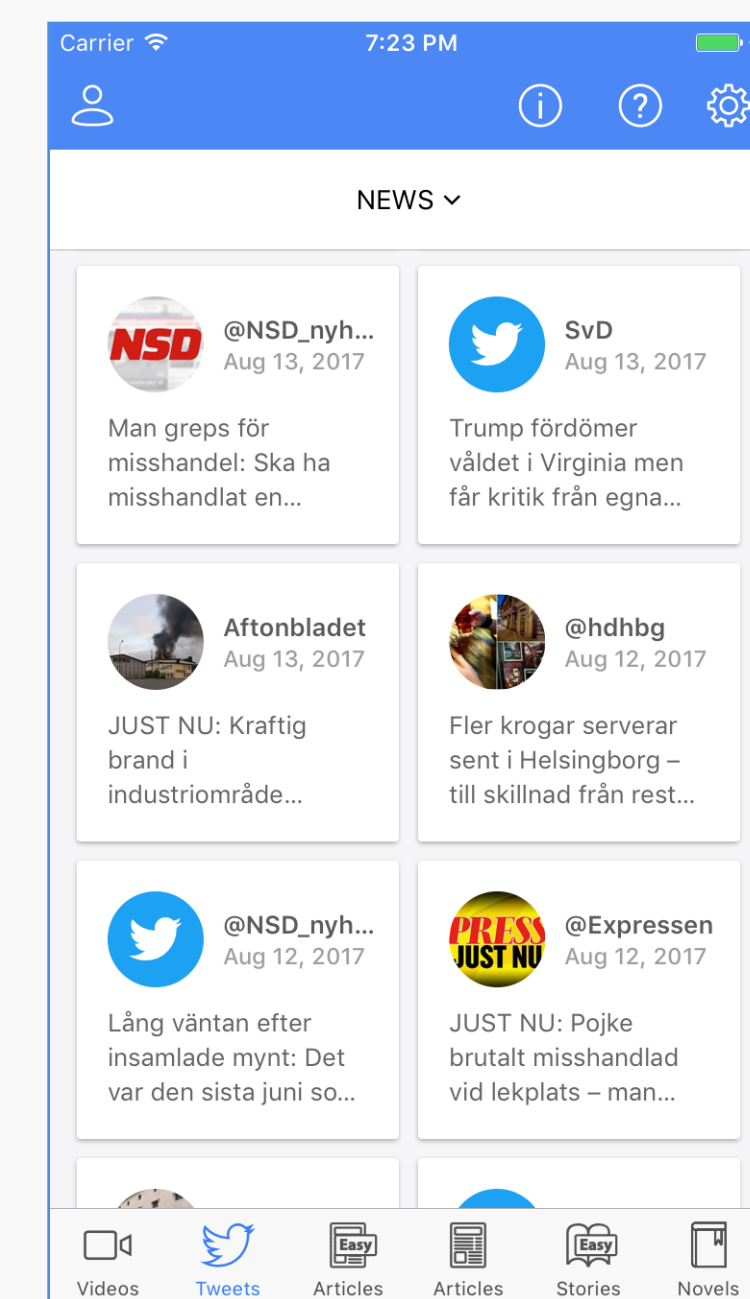 Carrier
7:23 PM
NEWS
NSD
@NSD_nyh...
Aug 13, 2017
Man greps för
misshandel: Ska ha
misshandlat en...
SvD
Aug 13, 2017
Trump fördömer
våldet i Virginia men
får kritik från egna...
Aftonbladet
Aug 13, 2017
JUST NU: Kraftig
brand i
industriområde...
@hdhbg
Aug 12, 2017
Fler krogar serverar
sent i Helsingborg –
till skillnad från rest...
@NSD_nyh...
Aug 12, 2017
Lång väntan efter
insamlade mynt: Det
var den sista juni so...
PRESS
JUST NU
@Expressen
Aug 12, 2017
JUST NU: Pojke
brutalt misshandlad
vid lekplats – man...
Videos
Tweets
Easy
Articles
Articles
Easy
Stories
Novels